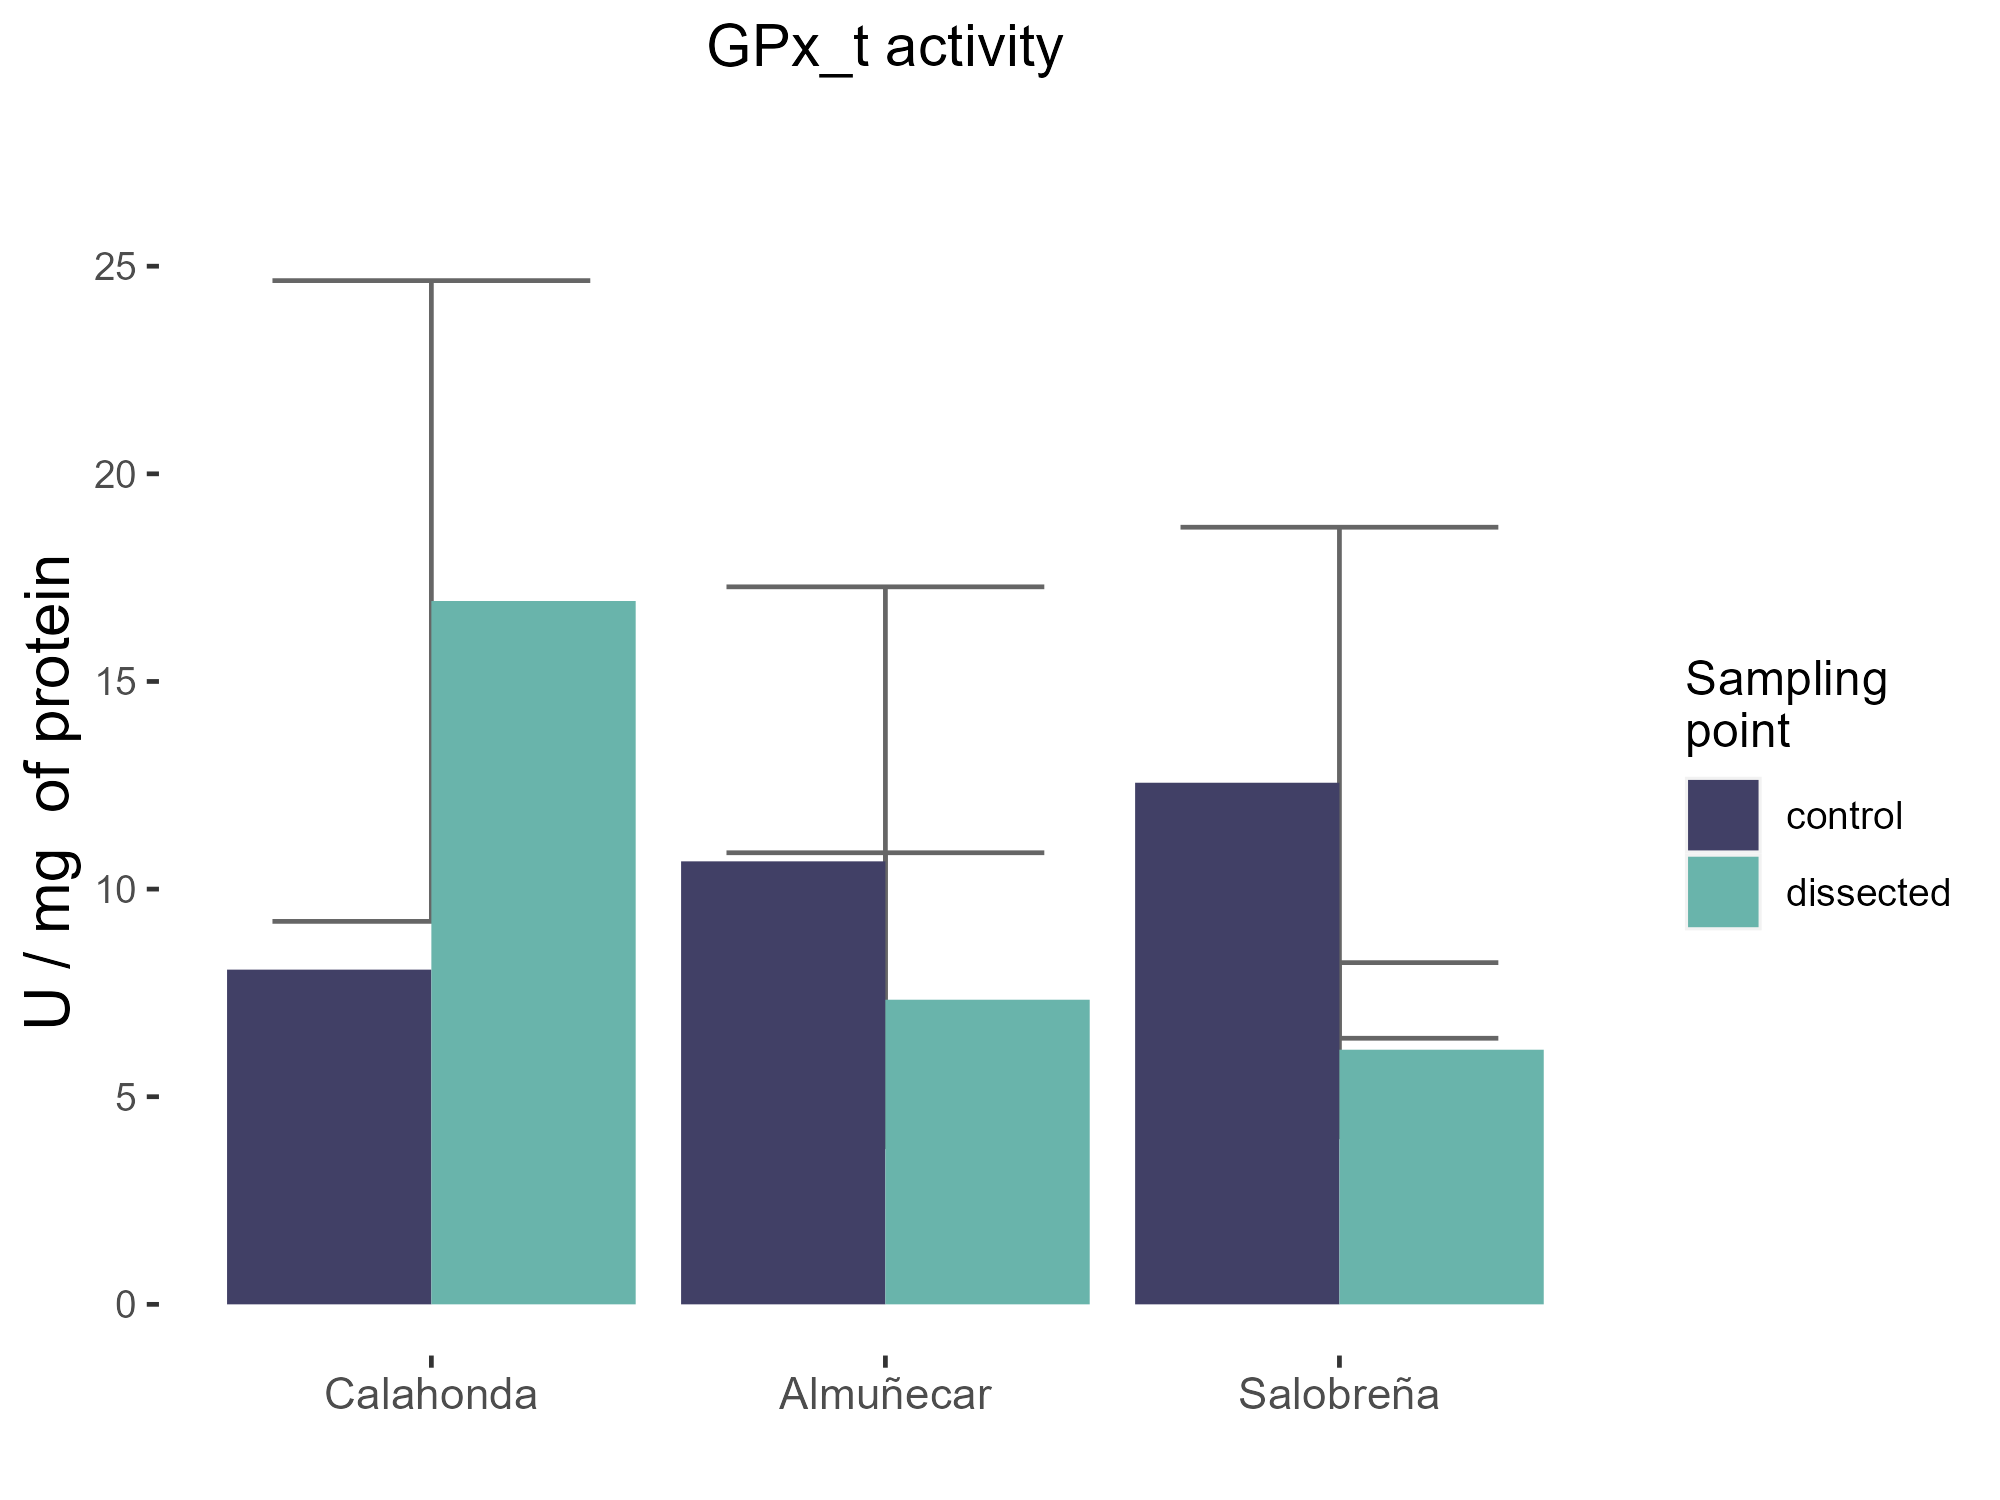 GPx_t activity
U / mg  of protein
25
20
15
10
5
0
Calahonda
Almuñecar
Salobreña
Sampling
point
control
dissected